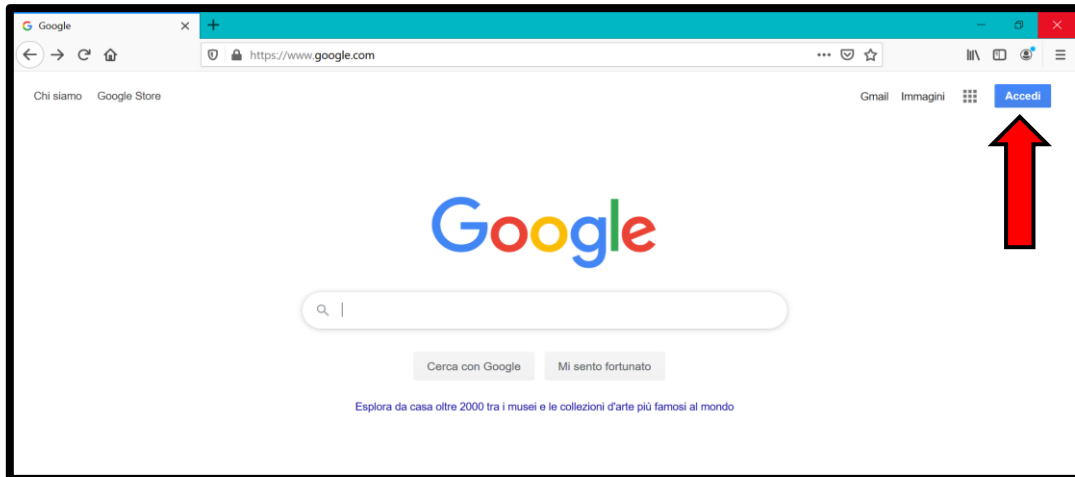 Google
https://www.google.com
Chi siamo Google Store
Gmail Immagini Accedi
Google
Cerca con Google Mi sento fortunato
Esplora da casa oltre 2000 tra i musei e le collezioni d'arte più famosi al mondo